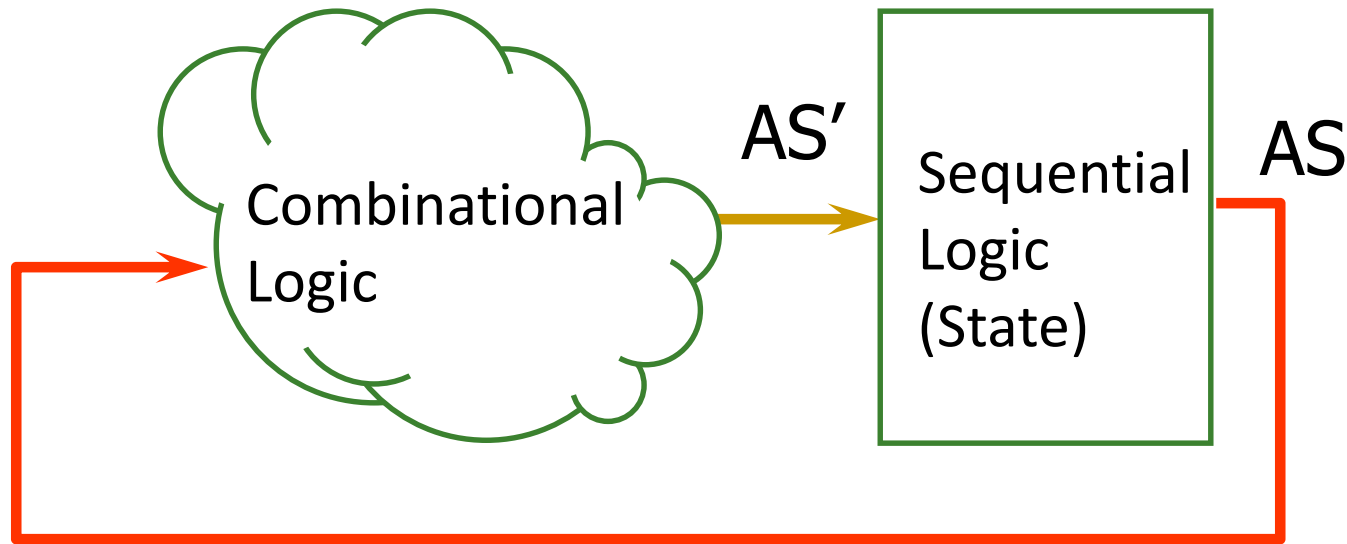 Combinational
Logic
AS′
Sequential
Logic
(State)
AS